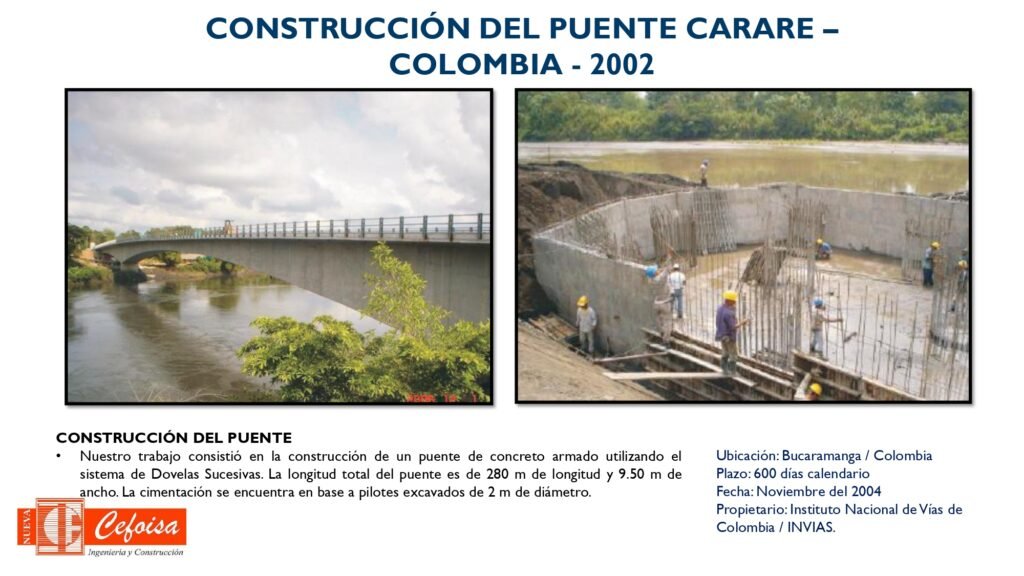 CONSTRUCCIÓN DEL PUENTE CARARE –
COLOMBIA - 2002
CONSTRUCCIÓN DEL PUENTE
• Nuestro trabajo consistió en la construcción de un puente de concreto armado utilizando el
sistema de Dovelas Sucesivas. La longitud total del puente es de 280 m de longitud y 9.50 m de
ancho. La cimentación se encuentra en base a pilotes excavados de 2 m de diámetro.
Ubicación: Bucaramanga / Colombia
Plazo: 600 días calendario
Fecha: Noviembre del 2004
Propietario: Instituto Nacional de Vías de
Colombia / INVIAS.
NUEVA
Cefoisa
Ingeniería y Construcción